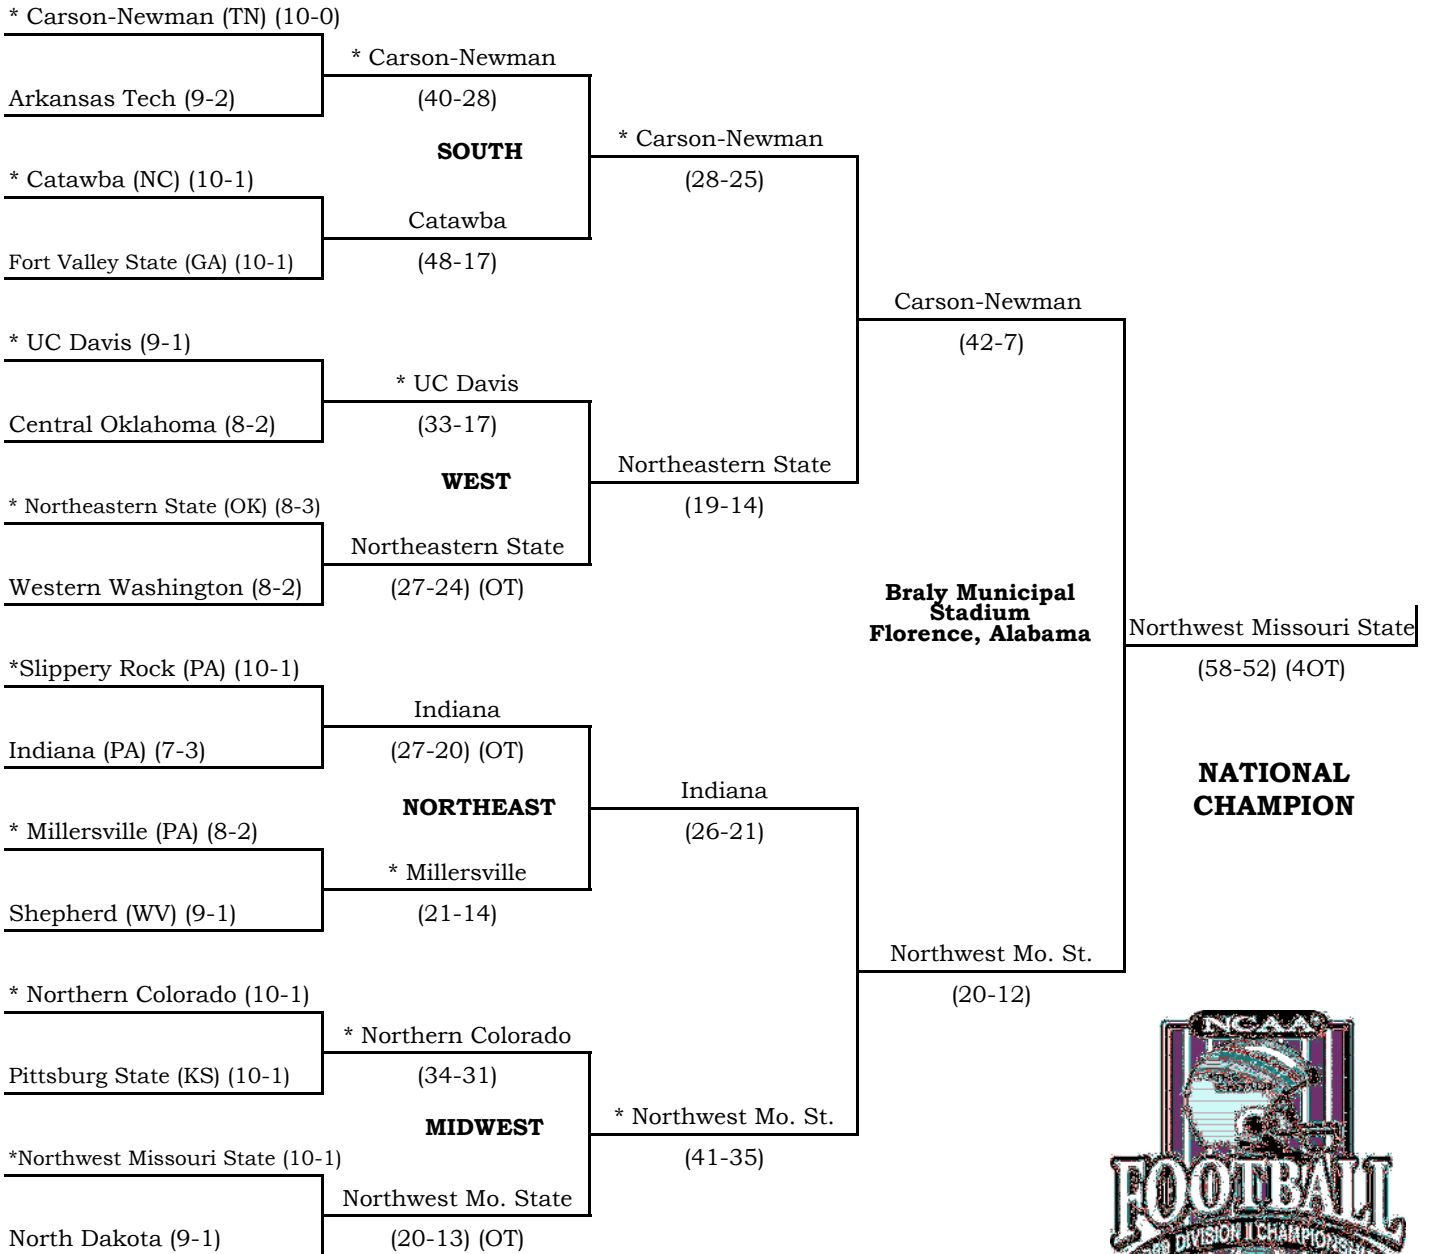 * Carson-Newman (TN) (10-0)
* Carson-Newman
Arkansas Tech (9-2)
(40-28)
SOUTH
* Carson-Newman
* Catawba (NC) (10-1)
(28-25)
Catawba
Fort Valley State (GA) (10-1)
(48-17)
Carson-Newman
* UC Davis (9-1)
(42-7)
* UC Davis
Central Oklahoma (8-2)
(33-17)
WEST
Northeastern State
* Northeastern State (OK) (8-3)
(19-14)
Northeastern State
Western Washington (8-2)
(27-24) (OT)
Braly Municipal
Stadium
Florence, Alabama
Northwest Missouri State
*Slippery Rock (PA) (10-1)
(58-52) (4OT)
Indiana
Indiana (PA) (7-3)
(27-20) (OT)
NATIONAL
CHAMPION
NORTHEAST
Indiana
* Millersville (PA) (8-2)
(26-21)
* Millersville
Shepherd (WV) (9-1)
(21-14)
Northwest Mo. St.
* Northern Colorado (10-1)
(20-12)
* Northern Colorado
Pittsburg State (KS) (10-1)
(34-31)
MIDWEST
* Northwest Mo. St.
*Northwest Missouri State (10-1)
(41-35)
Northwest Mo. State
North Dakota (9-1)
(20-13) (OT)
NCAA
FOOTBALL
DIVISION II CHAMPIONSHIP